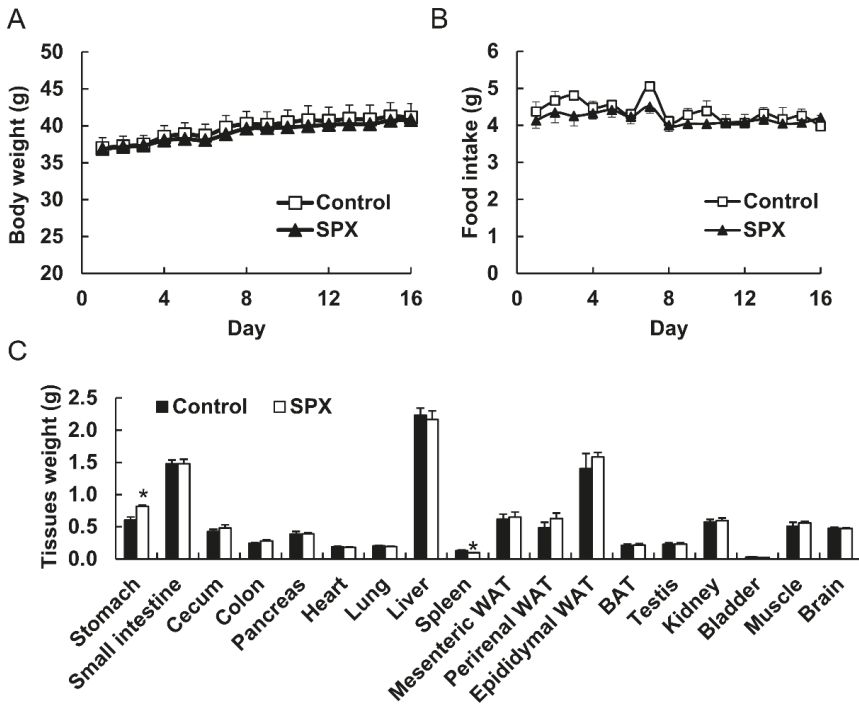 A
Body weight (g)
50
45
40
35
30
25
20
Control
SPX
0
4
8
12
16
Day
B
Food intake (g)
6
5
4
3
2
1
0
Control
SPX
0
4
8
12
16
Day
C
Tissues weight (g)
2.5
2.0
1.5
1.0
0.5
0.0
Control
SPX
*
*
Stomach
Small intestine
Cecum
Colon
Pancreas
Heart
Lung
Liver
Spleen
Mesenteric WAT
Perirenal WAT
Epididymal WAT
BAT
Testis
Kidney
Bladder
Muscle
Brain